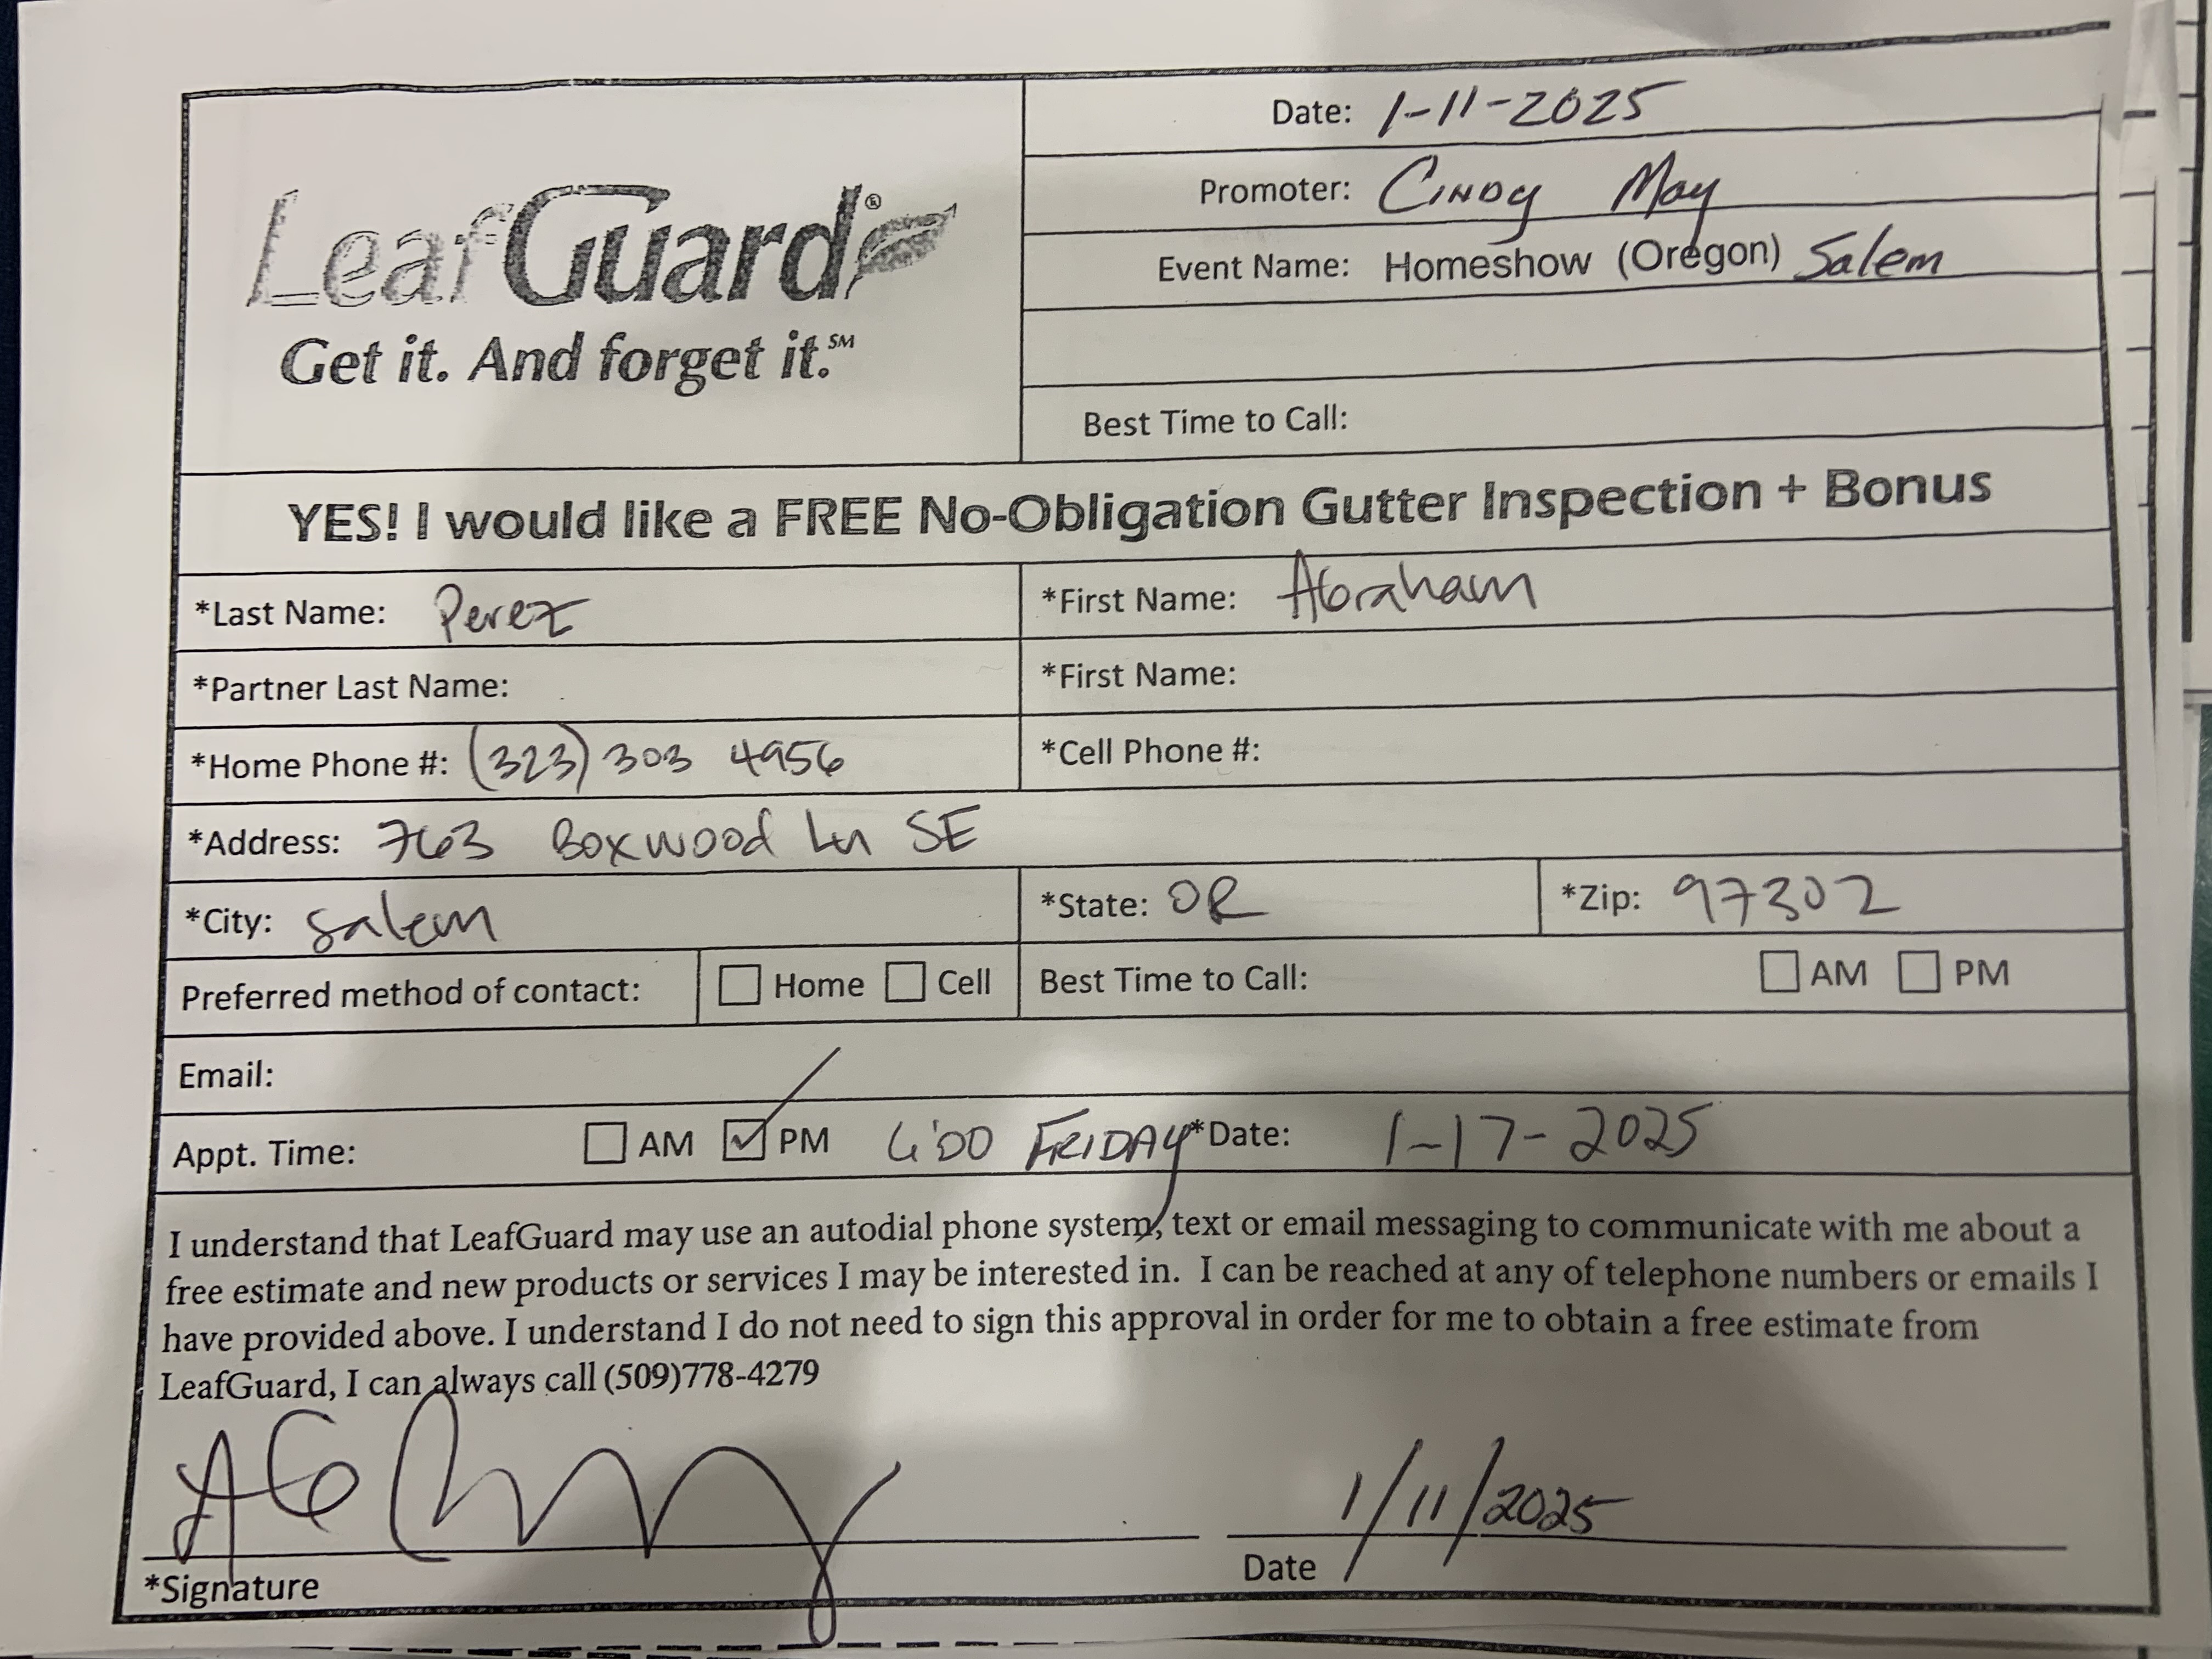 LeafGuard®
Get it. And forget it.℠
Date: 1-11-2025
Promoter: Cindy May
Event Name: Homeshow (Oregon) Salem
Best Time to Call:
YES! I would like a FREE No-Obligation Gutter Inspection + Bonus
*Last Name: Perez *First Name: Abraham
*Partner Last Name: *First Name:
*Home Phone #: (323) 303 4956 *Cell Phone #:
*Address: 763 Boxwood Ln SE
*City: Salem *State: OR *Zip: 97302
Preferred method of contact: ☐ Home ☐ Cell Best Time to Call: ☐ AM ☐ PM
Email:
Appt. Time: ☐ AM ☑ PM 6:00 FRIDAY *Date: 1-17-2025
I understand that LeafGuard may use an autodial phone system, text or email messaging to communicate with me about a
free estimate and new products or services I may be interested in. I can be reached at any of telephone numbers or emails I
have provided above. I understand I do not need to sign this approval in order for me to obtain a free estimate from
LeafGuard, I can always call (509)778-4279
1/11/2025
*Signature Date